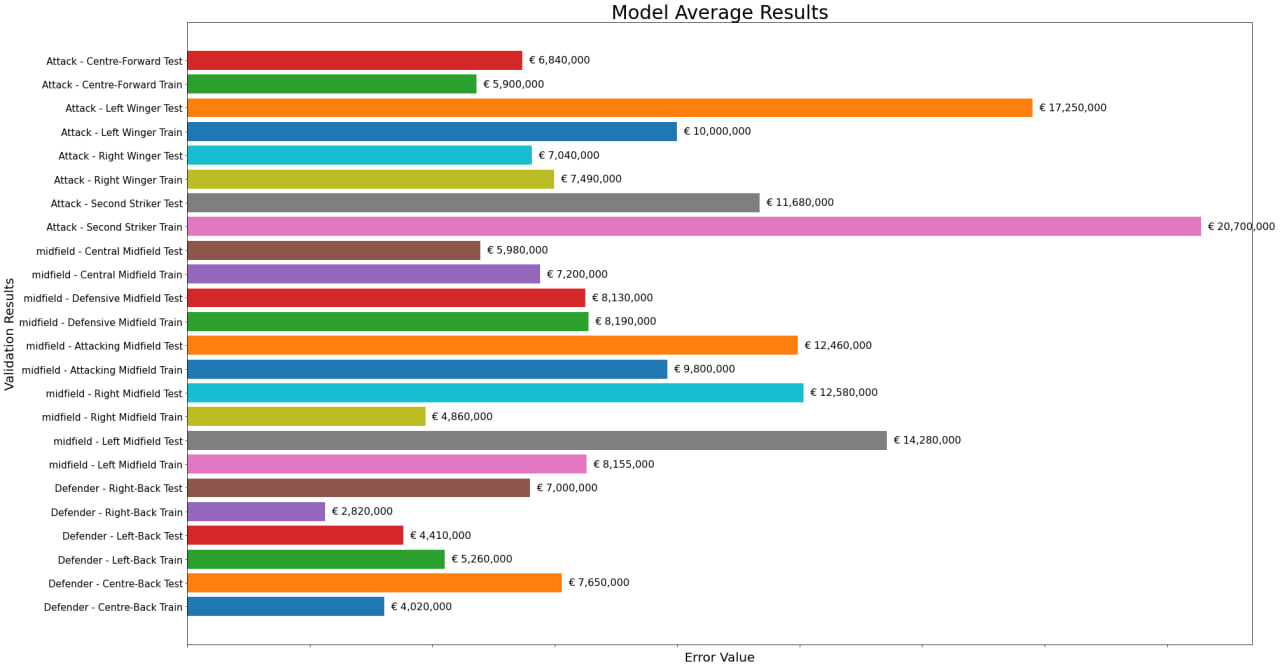 Model Average Results
Attack - Centre-Forward Test € 6,840,000
Attack - Centre-Forward Train € 5,900,000
Attack - Left Winger Test € 17,250,000
Attack - Left Winger Train € 10,000,000
Attack - Right Winger Test € 7,040,000
Attack - Right Winger Train € 7,490,000
Attack - Second Striker Test € 11,680,000
Attack - Second Striker Train € 20,700,000
midfield - Central Midfield Test € 5,980,000
midfield - Central Midfield Train € 7,200,000
midfield - Defensive Midfield Test € 8,130,000
midfield - Defensive Midfield Train € 8,190,000
midfield - Attacking Midfield Test € 12,460,000
midfield - Attacking Midfield Train € 9,800,000
midfield - Right Midfield Test € 12,580,000
midfield - Right Midfield Train € 4,860,000
midfield - Left Midfield Test € 14,280,000
midfield - Left Midfield Train € 8,155,000
Defender - Right-Back Test € 7,000,000
Defender - Right-Back Train € 2,820,000
Defender - Left-Back Test € 4,410,000
Defender - Left-Back Train € 5,260,000
Defender - Centre-Back Test € 7,650,000
Defender - Centre-Back Train € 4,020,000
Validation Results
Error Value